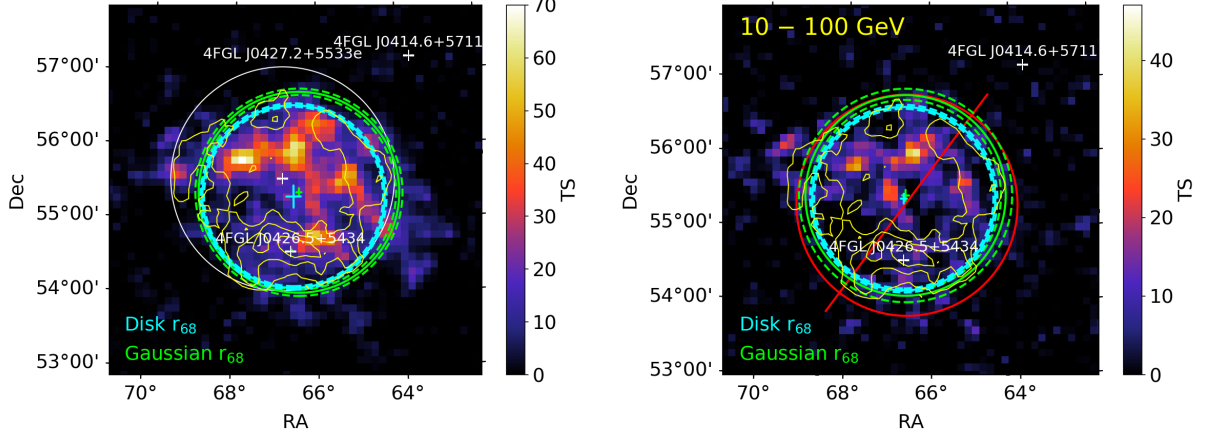 4FGL J0414.6+5711
4FGL J0427.2+5533e
4FGL J0426.5+5434
Disk r68
Gaussian r68
57°00'
56°00'
55°00'
54°00'
53°00'
Dec
70°
68°
66°
64°
RA
70
60
50
40
30
20
10
0
TS
10 − 100 GeV
4FGL J0414.6+5711
4FGL J0426.5+5434
Disk r68
Gaussian r68
57°00'
56°00'
55°00'
54°00'
53°00'
Dec
70°
68°
66°
64°
RA
40
30
20
10
0
TS